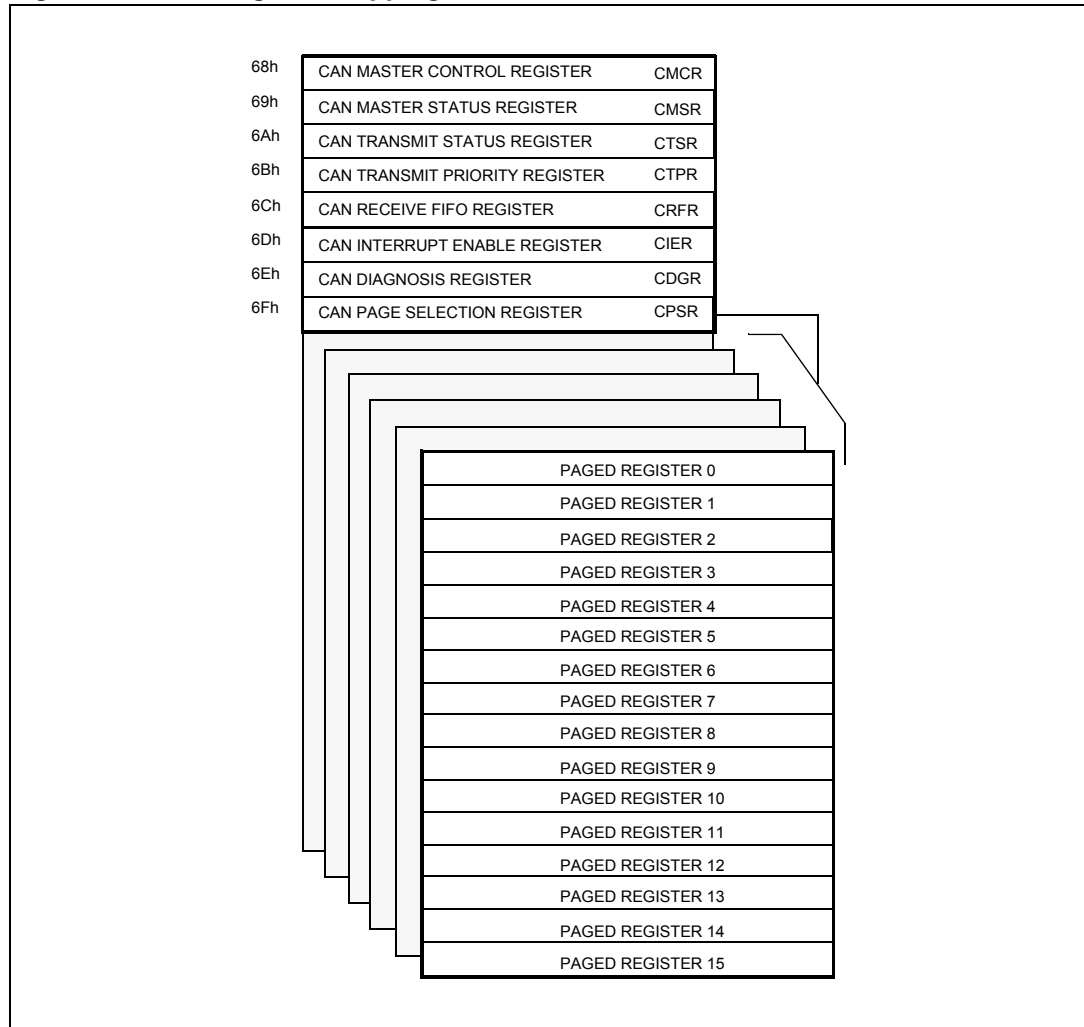 68h CAN MASTER CONTROL REGISTER CMCR
69h CAN MASTER STATUS REGISTER CMSR
6Ah CAN TRANSMIT STATUS REGISTER CTSR
6Bh CAN TRANSMIT PRIORITY REGISTER CTPR
6Ch CAN RECEIVE FIFO REGISTER CRFR
6Dh CAN INTERRUPT ENABLE REGISTER CIER
6Eh CAN DIAGNOSIS REGISTER CDGR
6Fh CAN PAGE SELECTION REGISTER CPSR
PAGED REGISTER 0
PAGED REGISTER 1
PAGED REGISTER 2
PAGED REGISTER 3
PAGED REGISTER 4
PAGED REGISTER 5
PAGED REGISTER 6
PAGED REGISTER 7
PAGED REGISTER 8
PAGED REGISTER 9
PAGED REGISTER 10
PAGED REGISTER 11
PAGED REGISTER 12
PAGED REGISTER 13
PAGED REGISTER 14
PAGED REGISTER 15